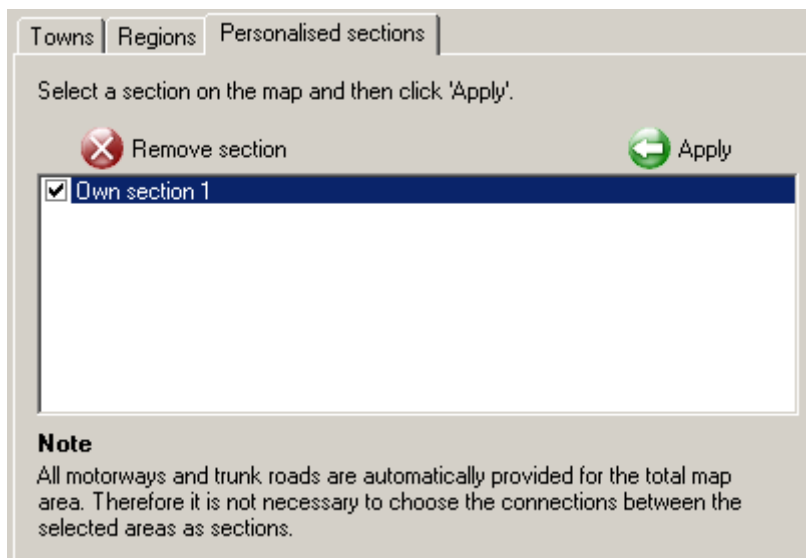 Towns Regions Personalised sections
Select a section on the map and then click 'Apply'.
Remove section Apply
Own section 1
Note
All motorways and trunk roads are automatically provided for the total map
area. Therefore it is not necessary to choose the connections between the
selected areas as sections.